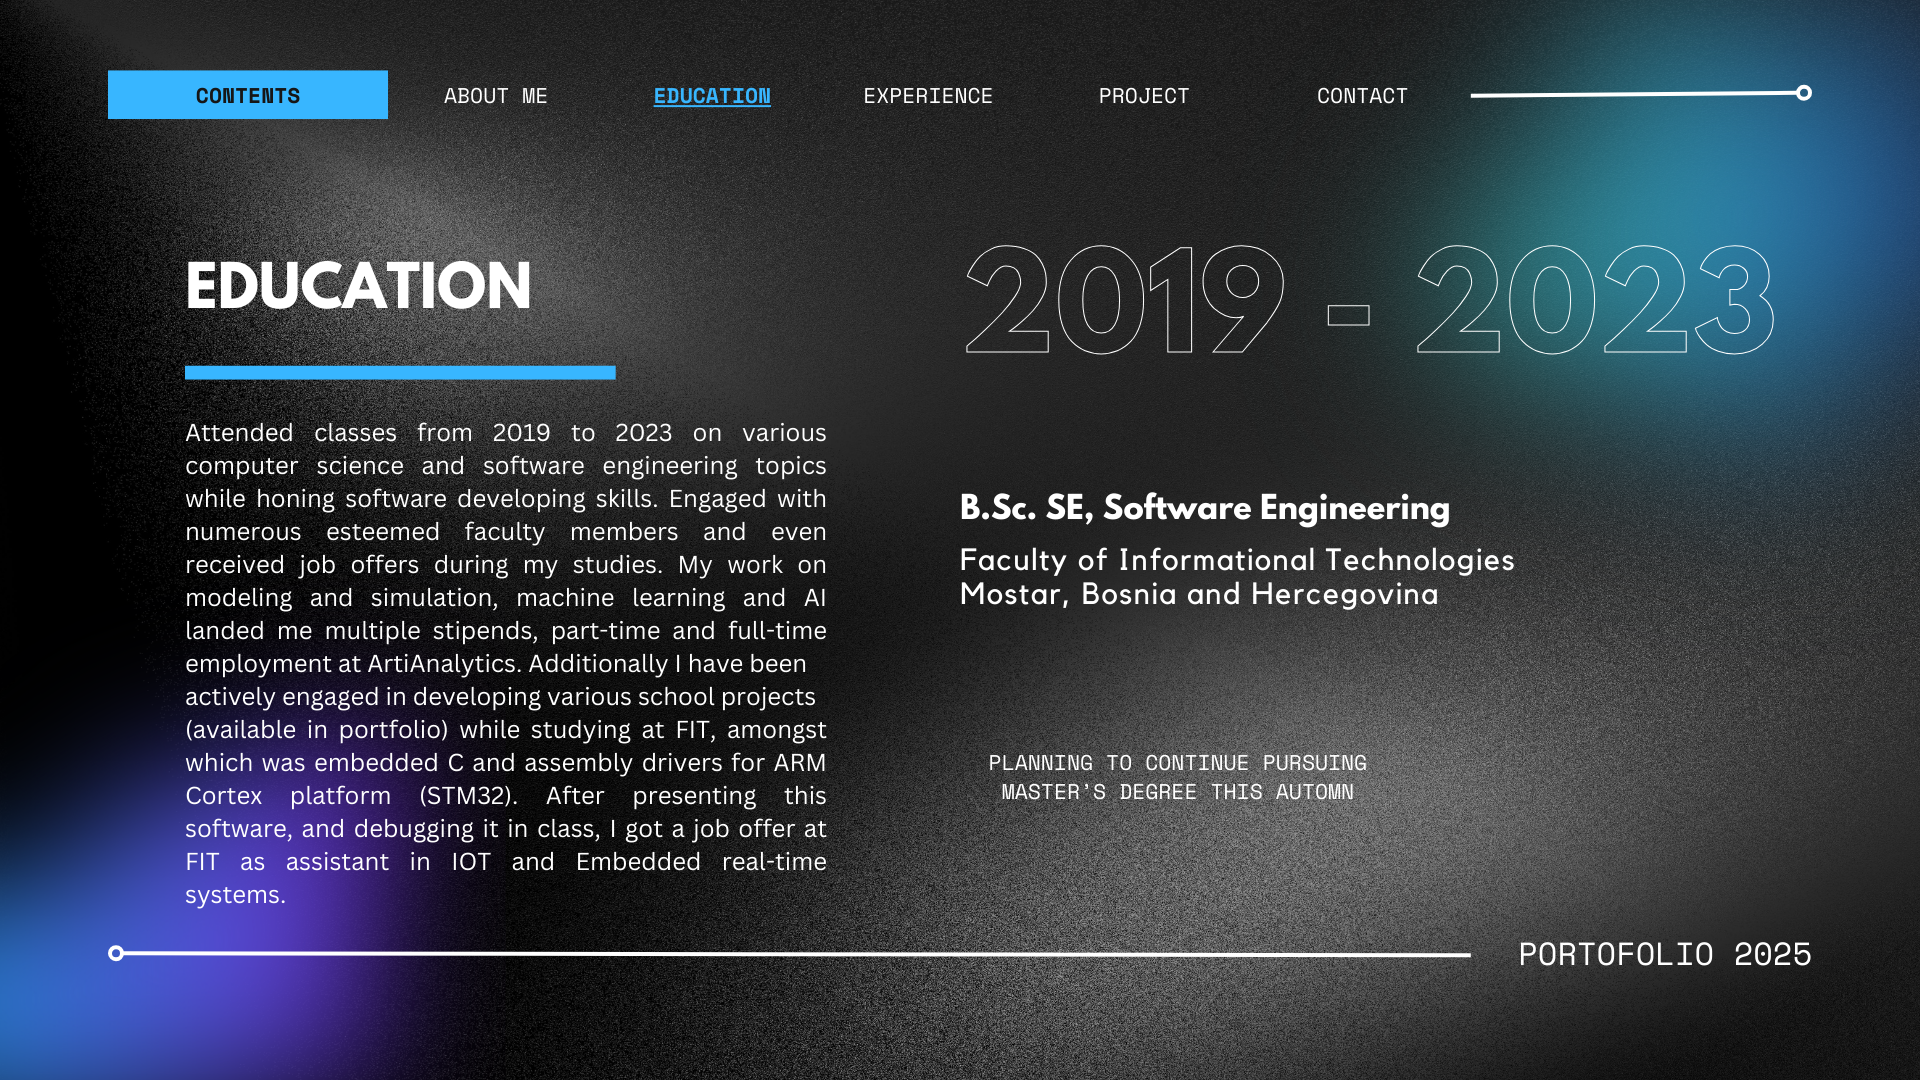 CONTENTS
ABOUT ME
EDUCATION
EXPERIENCE
PROJECT
CONTACT
EDUCATION
Attended classes from 2019 to 2023 on various
computer science and software engineering topics
while honing software developing skills. Engaged with
numerous esteemed faculty members and even
received job offers during my studies. My work on
modeling and simulation, machine learning and AI
landed me multiple stipends, part-time and full-time
employment at ArtiAnalytics. Additionally I have been
actively engaged in developing various school projects
(available in portfolio) while studying at FIT, amongst
which was embedded C and assembly drivers for ARM
Cortex platform (STM32). After presenting this
software, and debugging it in class, I got a job offer at
FIT as assistant in IOT and Embedded real-time
systems.
2019 - 2023
B.Sc. SE, Software Engineering
Faculty of Informational Technologies
Mostar, Bosnia and Hercegovina
PLANNING TO CONTINUE PURSUING
MASTER'S DEGREE THIS AUTOMN
PORTOFOLIO 2025